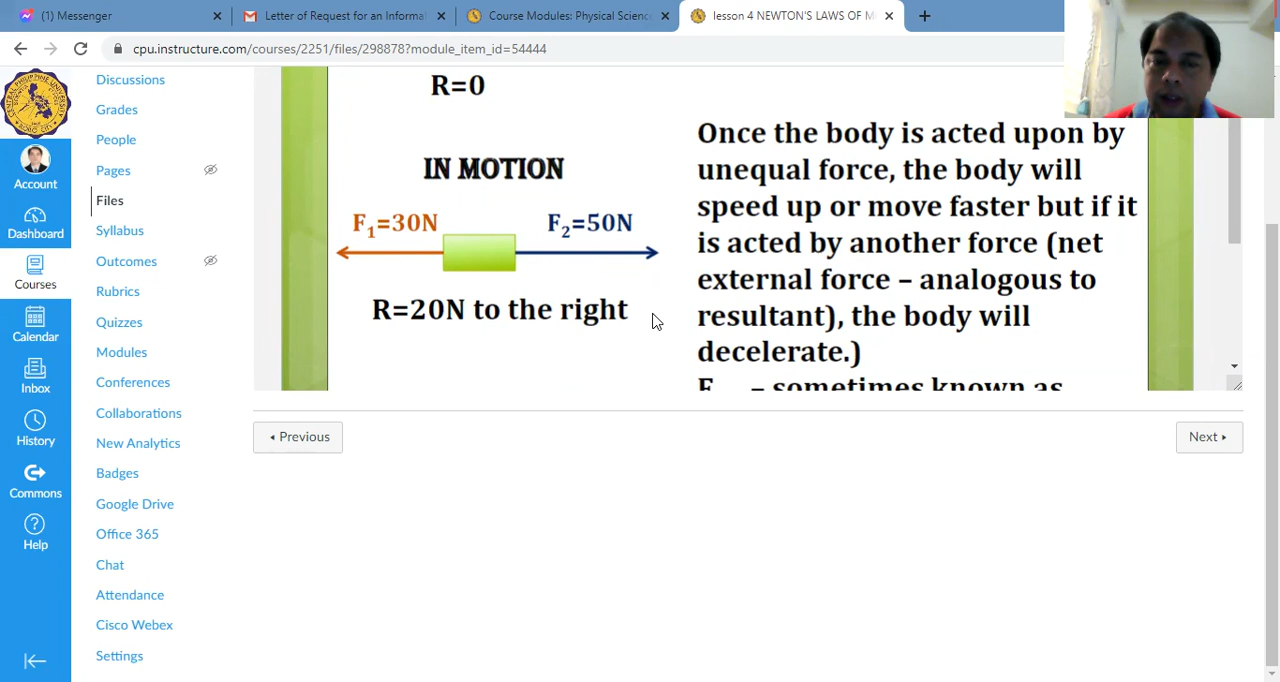 (1) Messenger
Letter of Request for an Informa
Course Modules: Physical Science
lesson 4 NEWTON'S LAWS OF M
cpu.instructure.com/courses/2251/files/298878?module_item_id=54444
Account
Dashboard
Courses
Calendar
Inbox
History
Commons
Help
Discussions
Grades
People
Pages
Files
Syllabus
Outcomes
Rubrics
Quizzes
Modules
Conferences
Collaborations
New Analytics
Badges
Google Drive
Office 365
Chat
Attendance
Cisco Webex
Settings
R=0
IN MOTION
F₁=30N F₂=50N
R=20N to the right
Once the body is acted upon by
unequal force, the body will
speed up or move faster but if it
is acted by another force (net
external force – analogous to
resultant), the body will
decelerate.)
– sometimes known as
Previous
Next